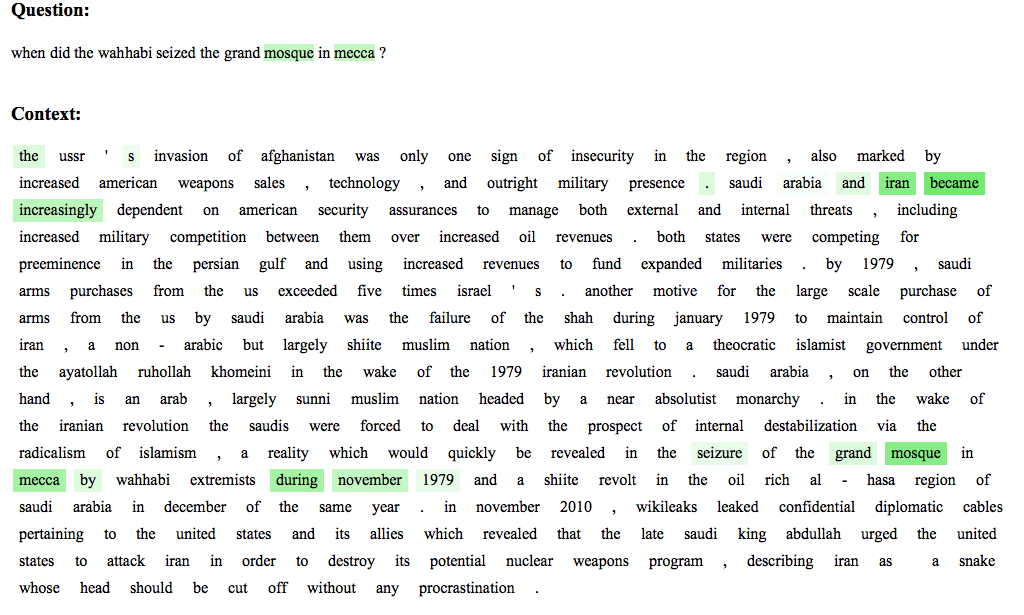 Question:
when did the wahhabi seized the grand mosque in mecca ?
Context:
the ussr ' s invasion of afghanistan was only one sign of insecurity in the region , also marked by
increased american weapons sales , technology , and outright military presence . saudi arabia and iran became
increasingly dependent on american security assurances to manage both external and internal threats , including
increased military competition between them over increased oil revenues . both states were competing for
preeminence in the persian gulf and using increased revenues to fund expanded militaries . by 1979 , saudi
arms purchases from the us exceeded five times israel ' s . another motive for the large scale purchase of
arms from the us by saudi arabia was the failure of the shah during january 1979 to maintain control of
iran , a non - arabic but largely shiite muslim nation , which fell to a theocratic islamist government under
the ayatollah ruhollah khomeini in the wake of the 1979 iranian revolution . saudi arabia , on the other
hand , is an arab , largely sunni muslim nation headed by a near absolutist monarchy . in the wake of
the iranian revolution the saudis were forced to deal with the prospect of internal destabilization via the
radicalism of islamism , a reality which would quickly be revealed in the seizure of the grand mosque in
mecca by wahhabi extremists during november 1979 and a shiite revolt in the oil rich al - hasa region of
saudi arabia in december of the same year . in november 2010 , wikileaks leaked confidential diplomatic cables
pertaining to the united states and its allies which revealed that the late saudi king abdullah urged the united
states to attack iran in order to destroy its potential nuclear weapons program , describing iran as a snake
whose head should be cut off without any procrastination .